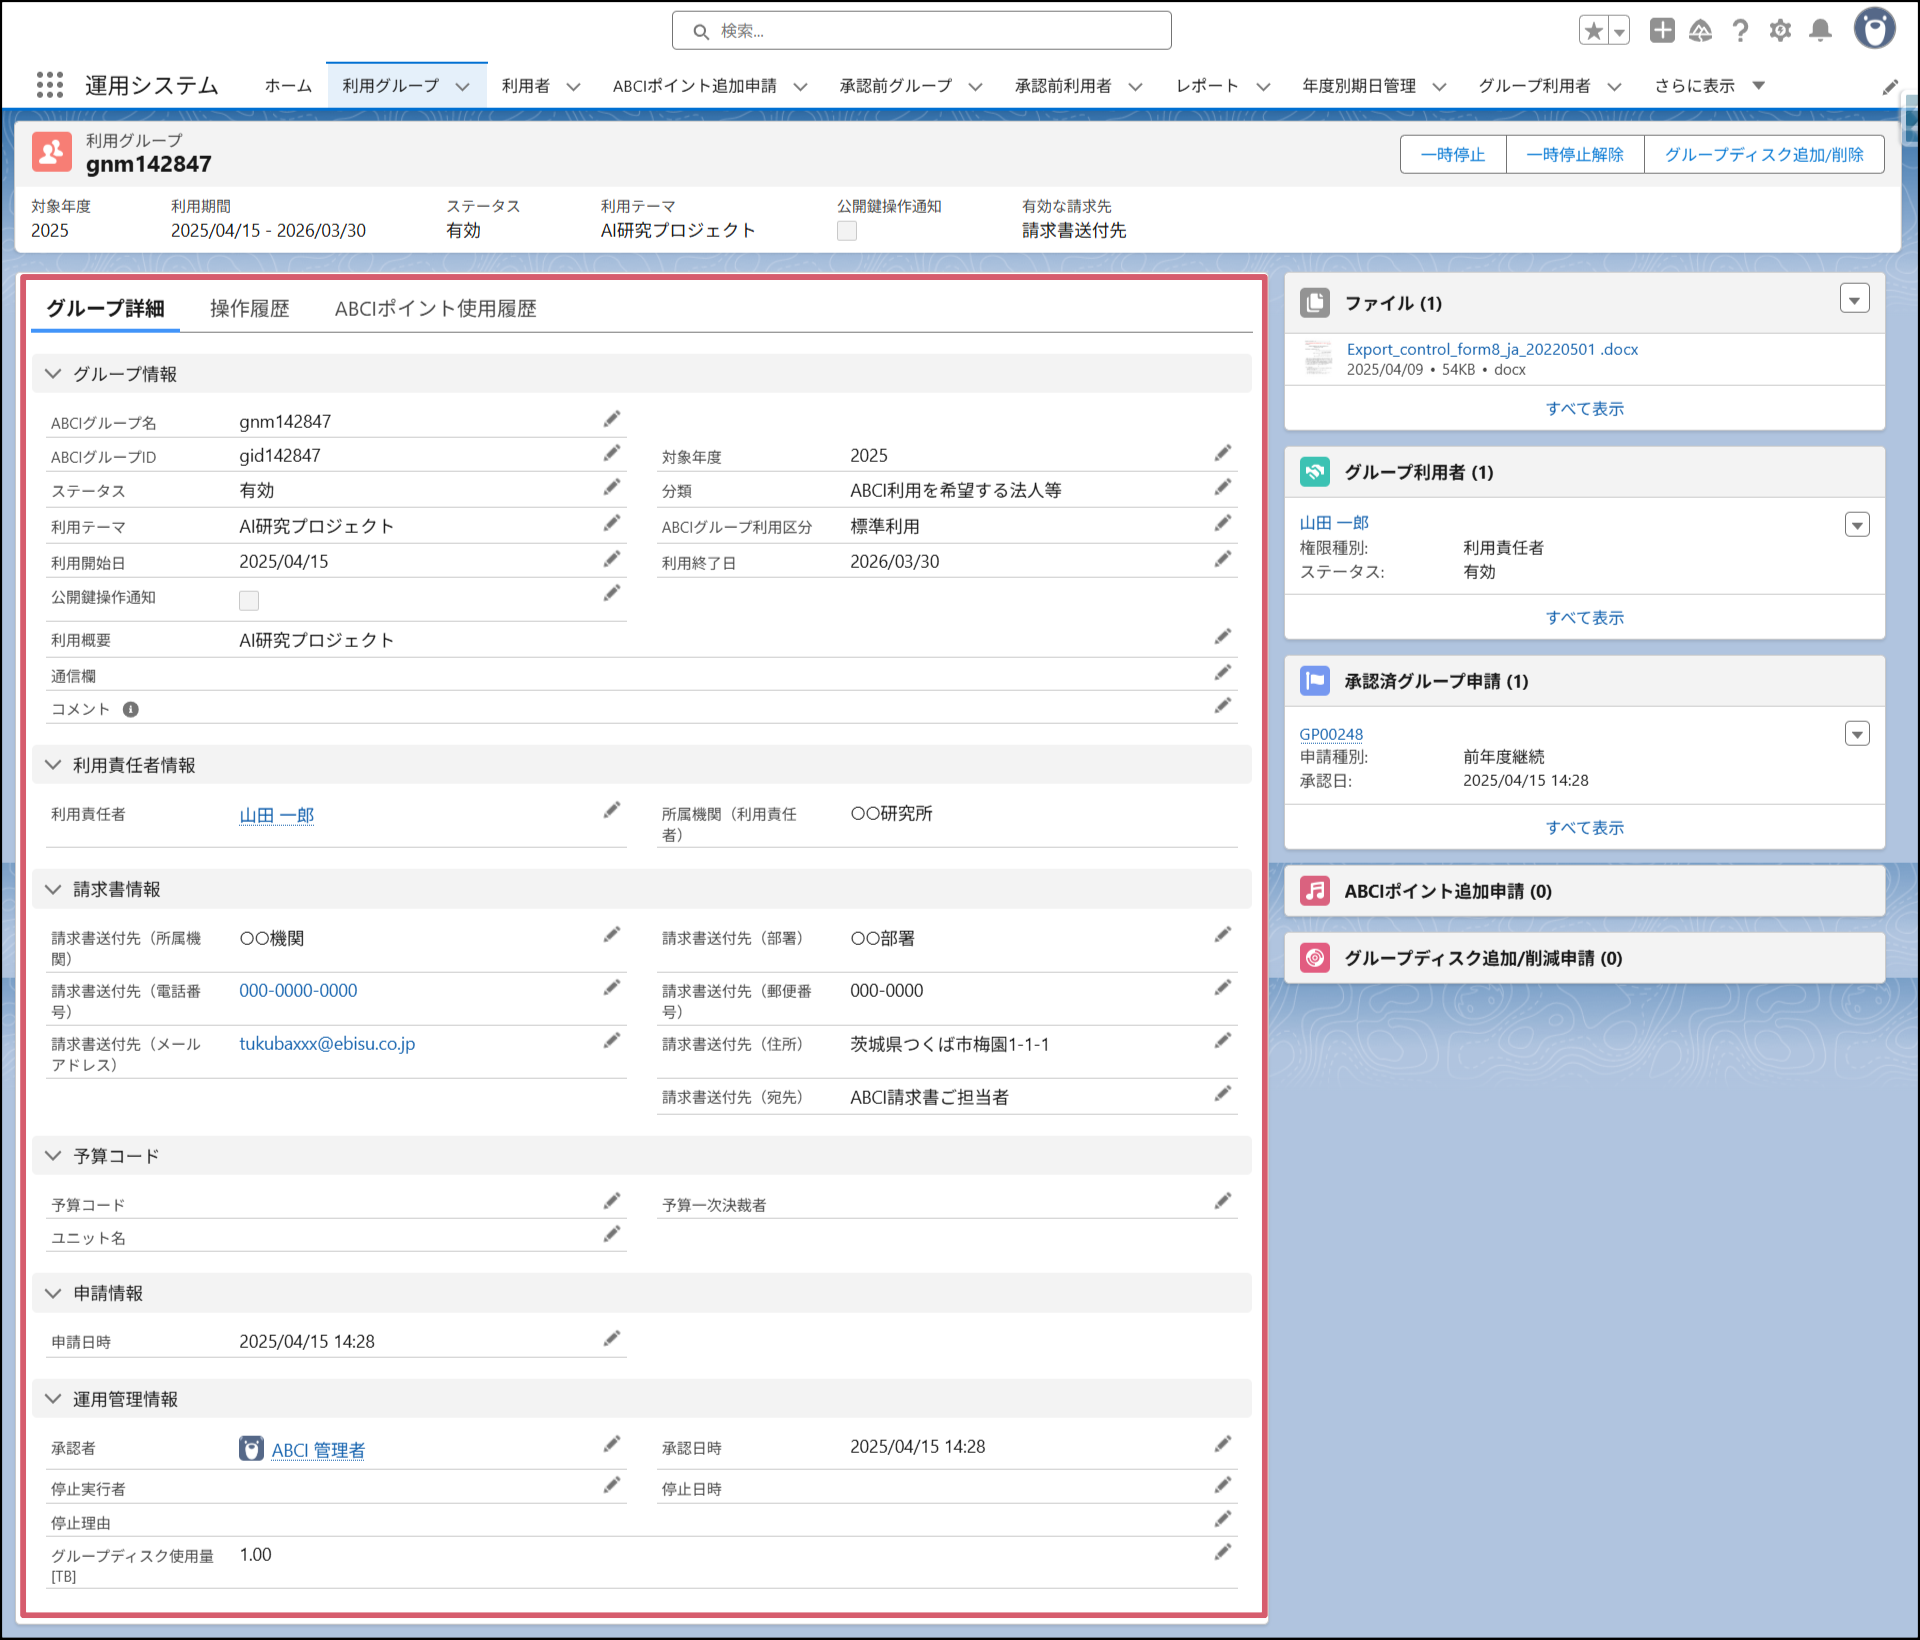 検索...
運用システム
ホーム
利用グループ
利用者
ABCIポイント追加申請
承認前グループ
承認前利用者
レポート
年度別期日管理
グループ利用者
さらに表示
利用グループ
gnm142847
一時停止
一時停止解除
グループディスク追加/削除
対象年度
2025
利用期間
2025/04/15 - 2026/03/30
ステータス
有効
利用テーマ
AI研究プロジェクト
公開鍵操作通知
有効な請求先
請求書送付先
グループ詳細
操作履歴
ABCIポイント使用履歴
グループ情報
ABCIグループ名
gnm142847
ABCIグループID
gid142847
対象年度
2025
ステータス
有効
分類
ABCI利用を希望する法人等
利用テーマ
AI研究プロジェクト
ABCIグループ利用区分
標準利用
利用開始日
2025/04/15
利用終了日
2026/03/30
公開鍵操作通知
利用概要
AI研究プロジェクト
通信欄
コメント
利用責任者情報
利用責任者
山田 一郎
所属機関（利用責任
者）
〇〇研究所
請求書情報
請求書送付先（所属機
関）
〇〇機関
請求書送付先（部署）
〇〇部署
請求書送付先（電話番
号）
000-0000-0000
請求書送付先（郵便番
号）
000-0000
請求書送付先（メール
アドレス）
tukubaxxx@ebisu.co.jp
請求書送付先（住所）
茨城県つくば市梅園1-1-1
請求書送付先（宛先）
ABCI請求書ご担当者
予算コード
予算コード
予算一次決裁者
ユニット名
申請情報
申請日時
2025/04/15 14:28
運用管理情報
承認者
ABCI 管理者
承認日時
2025/04/15 14:28
停止実行者
停止日時
停止理由
グループディスク使用量
[TB]
1.00
ファイル (1)
Export_control_form8_ja_20220501 .docx
2025/04/09 • 54KB • docx
すべて表示
グループ利用者 (1)
山田 一郎
権限種別:
利用責任者
ステータス:
有効
すべて表示
承認済グループ申請 (1)
GP00248
申請種別:
前年度継続
承認日:
2025/04/15 14:28
すべて表示
ABCIポイント追加申請 (0)
グループディスク追加/削減申請 (0)